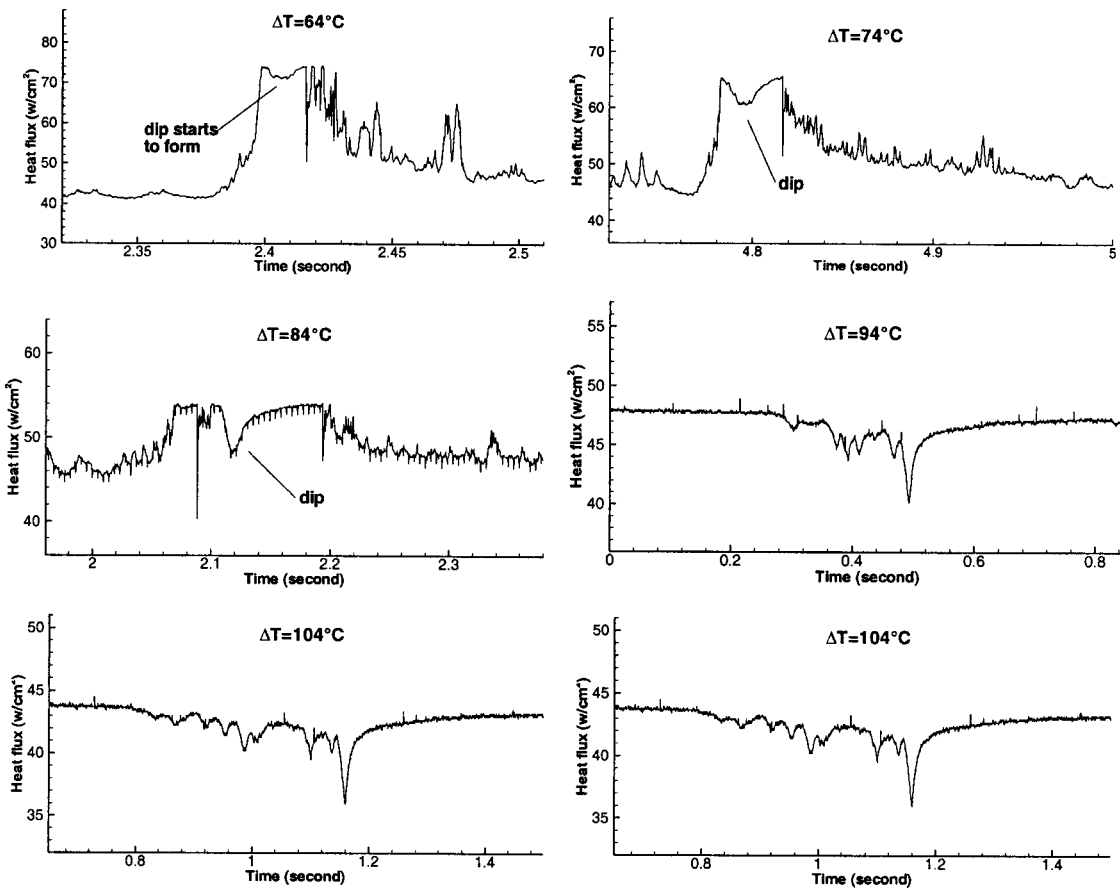 ΔT=64°C
80
70
60
50
40
30
Heat flux (w/cm²)
dip starts
to form
2.35
2.4
2.45
2.5
Time (second)
ΔT=74°C
70
60
50
40
Heat flux (w/cm²)
dip
4.8
4.9
5
Time (second)
ΔT=84°C
60
50
40
Heat flux (w/cm²)
dip
2
2.1
2.2
2.3
Time (second)
ΔT=94°C
55
50
45
40
Heat flux (w/cm²)
0
0.2
0.4
0.6
0.8
Time (second)
ΔT=104°C
50
45
40
35
Heat flux (w/cm²)
0.8
1
1.2
1.4
Time (second)
ΔT=104°C
50
45
40
35
Heat flux (w/cm²)
0.8
1
1.2
1.4
Time (second)